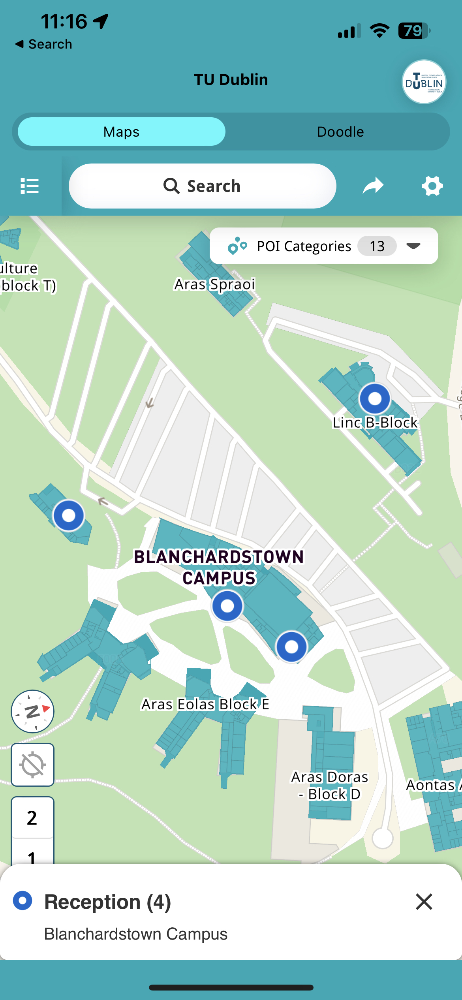 11:16
79
◀ Search
TU Dublin
T
DUBLIN
Maps
Doodle
Search
POI Categories 13
ulture
block T)
Aras Spraoi
Linc B-Block
BLANCHARDSTOWN
CAMPUS
Aras Eolas Block E
N
Aras Doras
- Block D
Aontas
2
1
Reception (4)
Blanchardstown Campus